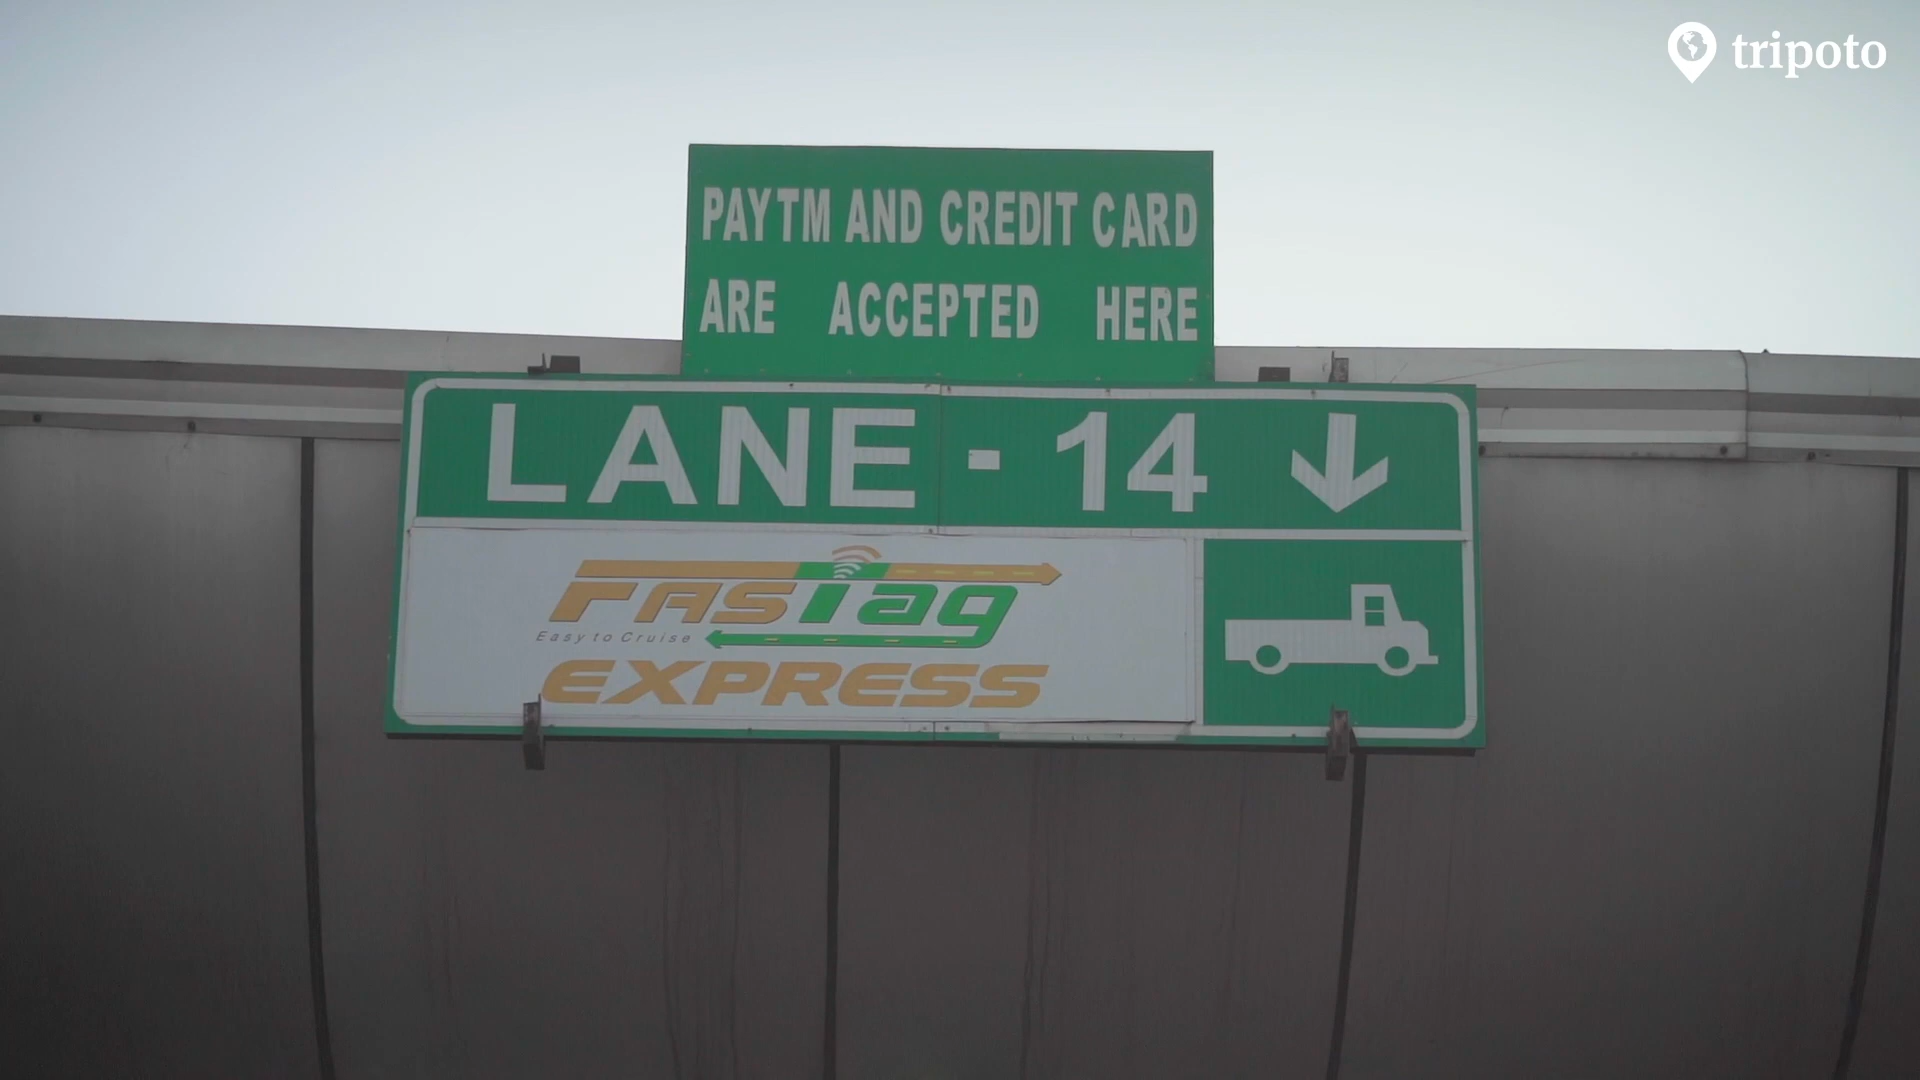 tripoto
PAYTM AND CREDIT CARD
ARE ACCEPTED HERE
LANE - 14
FASTag
Easy to Cruise
EXPRESS